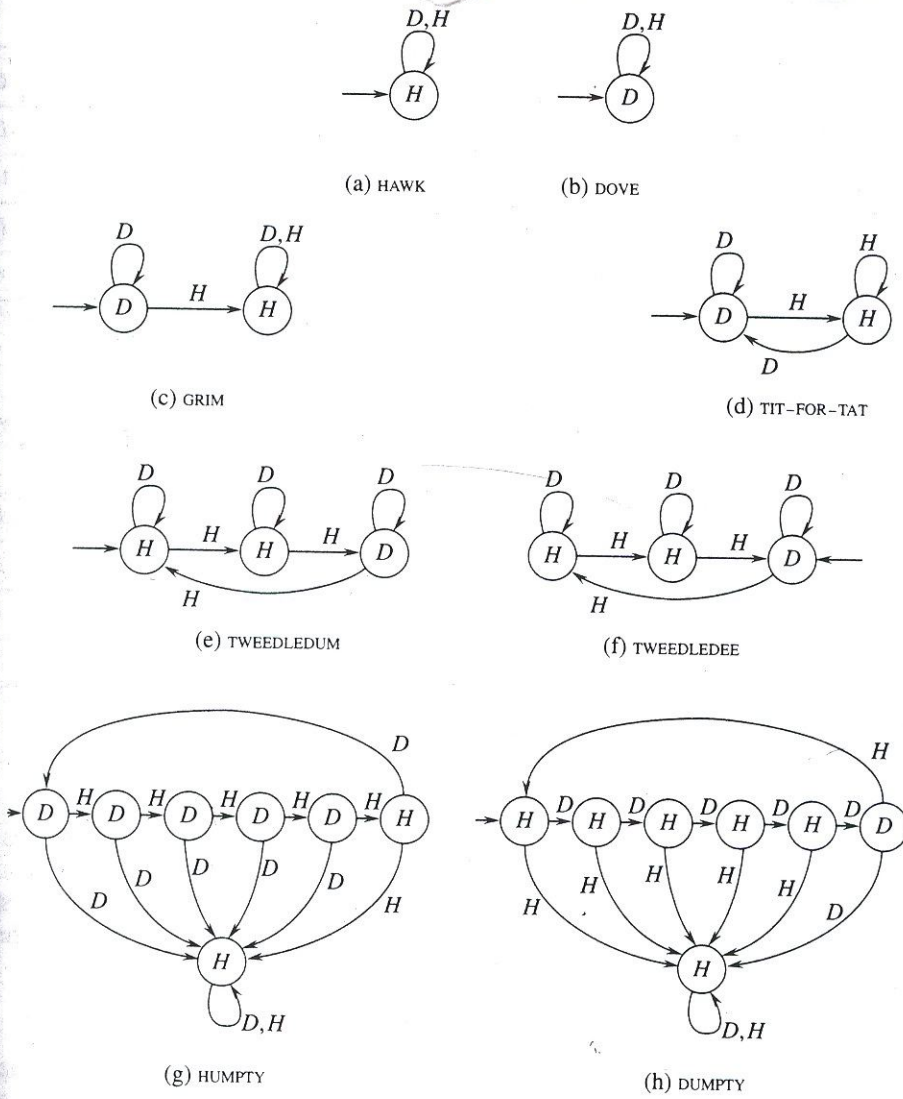 D,H D,H
H D
(a) HAWK (b) DOVE
D D,H D H
D H H D H H
D
(c) GRIM (d) TIT-FOR-TAT
D D D D D D
H H H H D H H H H D
H H
(e) TWEEDLEDUM (f) TWEEDLEDEE
D H
D H D H D H D H D H H H D H D H D H D H D D
D D D D D H H H H H H D
H H
D,H D,H
(g) HUMPTY (h) DUMPTY